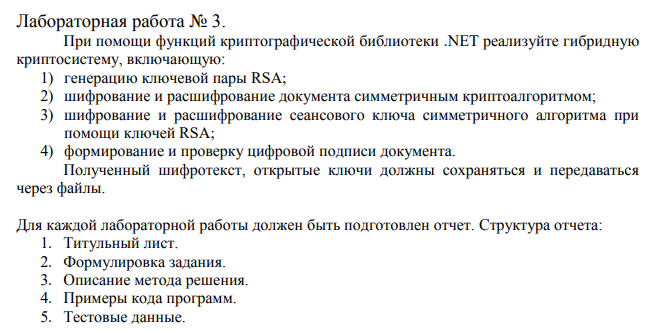 Лабораторная работа № 3.
При помощи функций криптографической библиотеки .NET реализуйте гибридную
криптосистему, включающую:
1) генерацию ключевой пары RSA;
2) шифрование и расшифрование документа симметричным криптоалгоритмом;
3) шифрование и расшифрование сеансового ключа симметричного алгоритма при
помощи ключей RSA;
4) формирование и проверку цифровой подписи документа.
Полученный шифротекст, открытые ключи должны сохраняться и передаваться
через файлы.
Для каждой лабораторной работы должен быть подготовлен отчет. Структура отчета:
1. Титульный лист.
2. Формулировка задания.
3. Описание метода решения.
4. Примеры кода программ.
5. Тестовые данные.